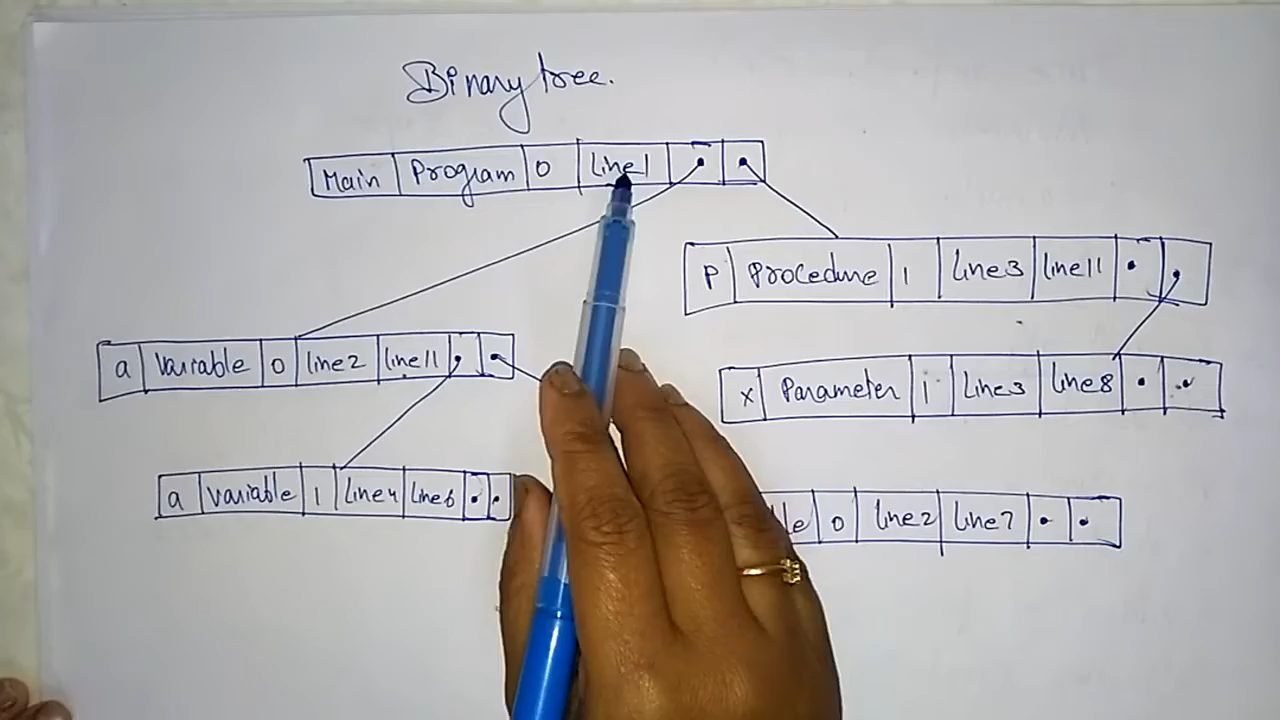 Binary tree.
Main Program 0 line1
P Procedure 1 line3 line11
a variable 0 line2 line11
x Parameter 1 line3 line8
a variable 1 line4 line6
le 0 line2 line7